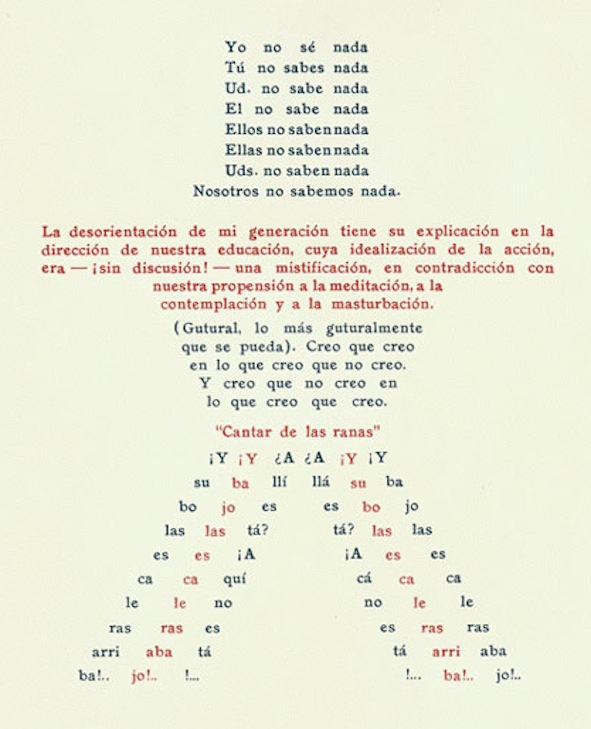 Yo no sé nada
Tú no sabes nada
Ud. no sabe nada
El no sabe nada
Ellos no saben nada
Ellas no saben nada
Uds. no saben nada
Nosotros no sabemos nada.
La desorientación de mi generación tiene su explicación en la
dirección de nuestra educación, cuya idealización de la acción,
era — ¡sin discusión! — una mistificación, en contradicción con
nuestra propensión a la meditación, a la
contemplación y a la masturbación.
(Gutural, lo más guturalmente
que se pueda). Creo que creo
en lo que creo que no creo.
Y creo que no creo en
lo que creo que creo.
"Cantar de las ranas"
¡Y ¡Y ¿A ¿A ¡Y ¡Y
su ba llí llá su ba
bo jo es es bo jo
las las tá? tá? las las
es es ¡A ¡A es es
ca ca quí cá ca ca
le le no no le le
ras ras es es ras ras
arri aba tá tá arri aba
ba!.. jo!.. !... !... ba!.. jo!..